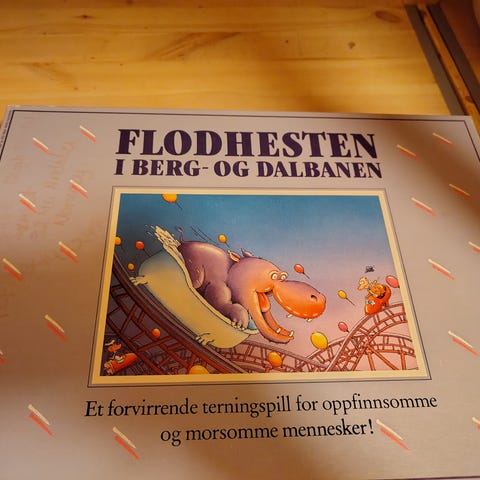 FLODHESTEN
I BERG- OG DALBANEN
Et forvirrende terningspill for oppfinnsomme
og morsomme mennesker!